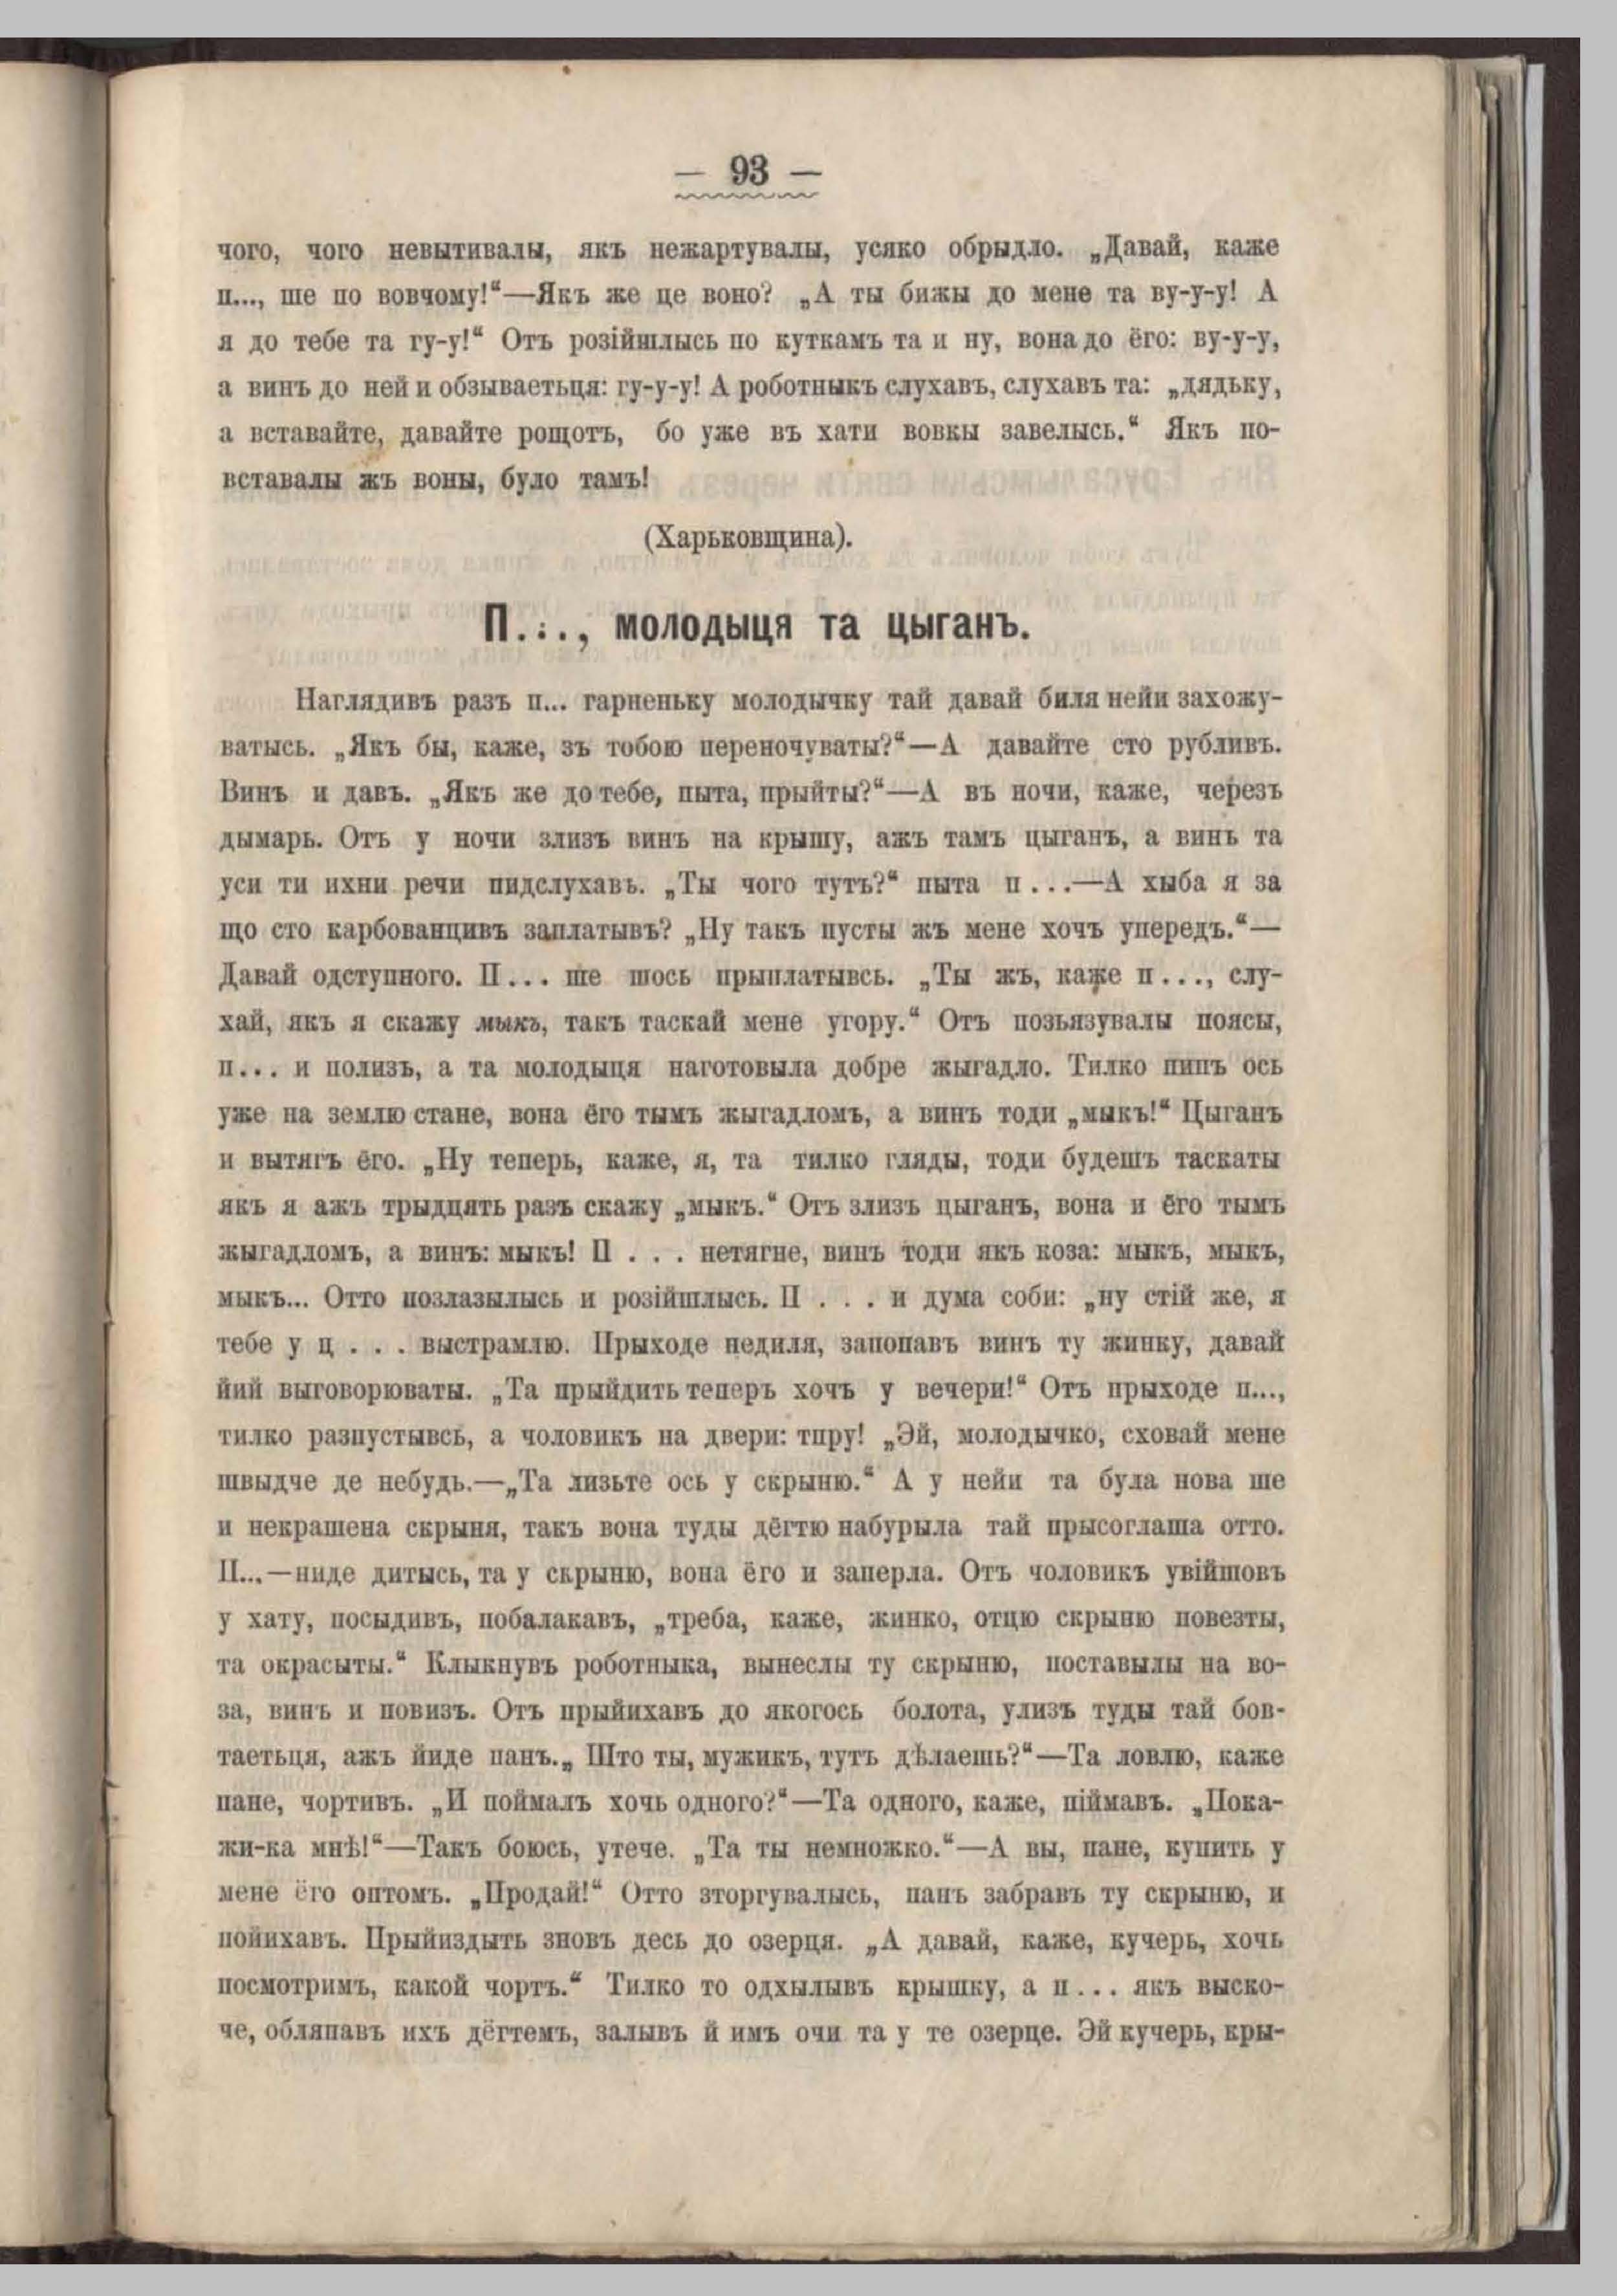 — 93 —
чого, чого невытивалы, якъ нежартувалы, усяко обрыдло. „Давай, каже
п..., ше по вовчому!“—Якъ же це воно? „А ты бижы до мене та ву-у-у! А
я до тебе та гу-у!“ Отъ розійшлысь по куткамъ та и ну, вона до ёго: ву-у-у,
а винъ до ней и обзываетьця: гу-у-у! А роботныкъ слухавъ, слухавъ та: „дядьку,
а вставайте, давайте рощотъ, бо уже въ хати вовкы завелысь.“ Якъ по-
вставалы жъ воны, було тамъ!
(Харьковщина).
П..., молодыця та цыганъ.
Наглядивъ разъ п... гарненьку молодычку тай давай биля нейи захожу-
ватысь. „Якъ бы, каже, зъ тобою переночуваты?“—А давайте сто рубливъ.
Винъ и давъ. „Якъ же до тебе, пыта, прыйты?“—А въ ночи, каже, черезъ
дымарь. Отъ у ночи злизъ винъ на крышу, ажъ тамъ цыганъ, а винъ та
уси ти ихни речи пидслухавъ. „Ты чого тутъ?“ пыта п...—А хыба я за
що сто карбованцивъ заплатывъ? „Ну такъ пусты жъ мене хочъ упередъ.“—
Давай одступного. П... ше шось прыплатывсь. „Ты жъ, каже п..., слу-
хай, якъ я скажу мыкъ, такъ таскай мене угору.“ Отъ позъязувалы поясы,
п... и полизъ, а та молодыця наготовыла добре жыгадло. Тилко пипъ ось
уже на землю стане, вона ёго тымъ жыгадломъ, а винъ тоди „мыкъ!“ Цыганъ
и вытягъ ёго. „Ну теперь, каже, я, та тилко гляды, тоди будешъ таскаты
якъ я ажъ трыдцять разъ скажу „мыкъ.“ Отъ злизъ цыганъ, вона и ёго тымъ
жыгадломъ, а винъ: мыкъ! П . . . нетягне, винъ тоди якъ коза: мыкъ, мыкъ,
мыкъ... Отто позлазылысь и розійшлысь. П . . . и дума соби: „ну стій же, я
тебе у ц . . . выстрамлю. Прыходе недиля, запопавъ винъ ту жинку, давай
йий выговорюваты. „Та прыйдить теперъ хочъ у вечери!“ Отъ прыходе п...,
тилко разпустывсь, а чоловикъ на двери: тпру! „Эй, молодычко, сховай мене
швыдче де небудь.—„Та лизьте ось у скрыню.“ А у нейи та була нова ше
и некрашена скрыня, такъ вона туды дёгтю набурыла тай прысоглаша отто.
П...—ниде дитысь, та у скрыню, вона ёго и заперла. Отъ чоловикъ увійшовъ
у хату, посыдивъ, побалакавъ, „треба, каже, жинко, отцю скрыню повезты,
та окрасыты.“ Клыкнувъ роботныка, вынеслы ту скрыню, поставылы на во-
за, винъ и повизъ. Отъ прыйихавъ до якогось болота, улизъ туды тай бов-
таетьця, ажъ йиде панъ.„ Што ты, мужикъ, тутъ дѣлаешь?“—Та ловлю, каже
пане, чортивъ. „И поймалъ хочь одного?“—Та одного, каже, піймавъ. „Пока-
жи-ка мнѣ!“—Такъ боюсь, утече. „Та ты немножко.“—А вы, пане, купить у
мене ёго оптомъ. „Продай!“ Отто зторгувалысь, панъ забравъ ту скрыню, и
пойихавъ. Прыйиздыть зновъ десь до озерця. „А давай, каже, кучерь, хочь
посмотримъ, какой чортъ.“ Тилко то одхылывъ крышку, а п... якъ выско-
че, обляпавъ ихъ дёгтемъ, залывъ й имъ очи та у те озерце. Эй кучерь, кры-